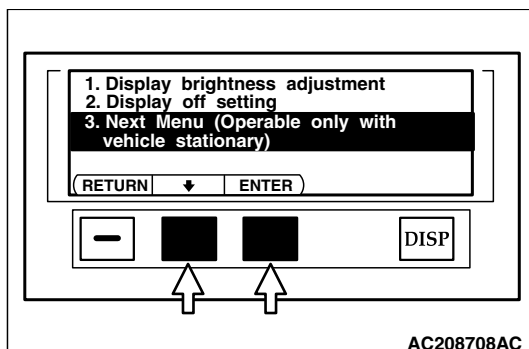 1. Display brightness adjustment
2. Display off setting
3. Next Menu (Operable only with
vehicle stationary)
RETURN ENTER
DISP
AC208708AC